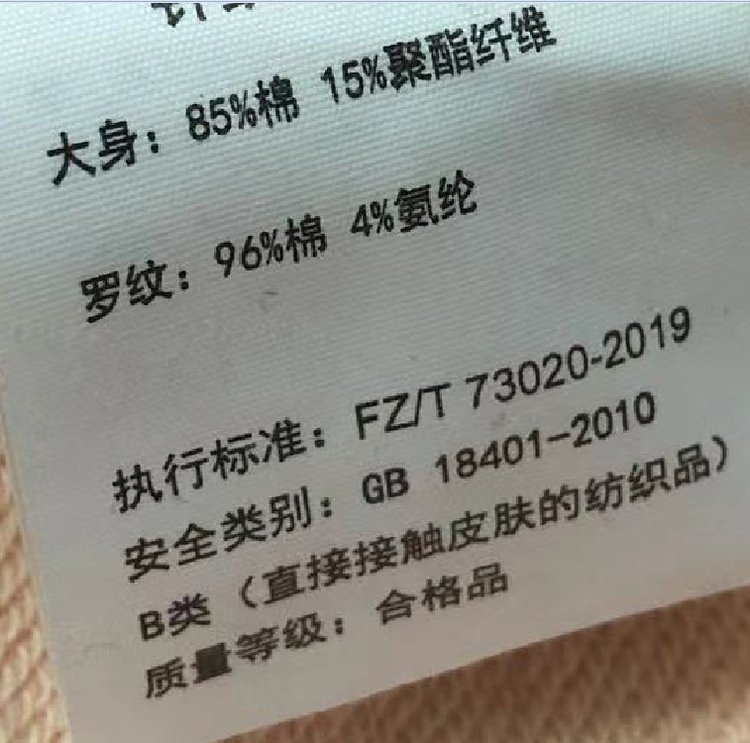 大身：85%棉 15%聚酯纤维
罗纹：96%棉 4%氨纶
执行标准：FZ/T 73020-2019
安全类别：GB 18401-2010
B类（直接接触皮肤的纺织品）
质量等级：合格品